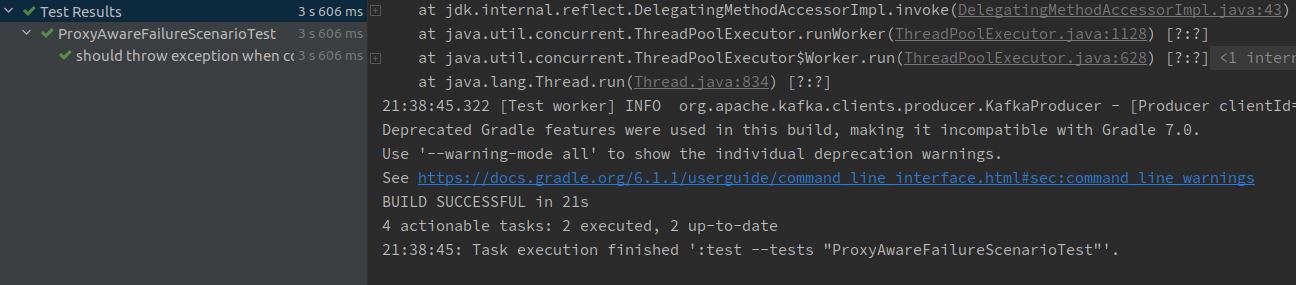 Test Results 3 s 606 ms
ProxyAwareFailureScenarioTest 3 s 606 ms
should throw exception when co 3 s 606 ms
at jdk.internal.reflect.DelegatingMethodAccessorImpl.invoke(DelegatingMethodAccessorImpl.java:43)
at java.util.concurrent.ThreadPoolExecutor.runWorker(ThreadPoolExecutor.java:1128) [?:?]
at java.util.concurrent.ThreadPoolExecutor$Worker.run(ThreadPoolExecutor.java:628) [?:?] <1 intern
at java.lang.Thread.run(Thread.java:834) [?:?]
21:38:45.322 [Test worker] INFO  org.apache.kafka.clients.producer.KafkaProducer - [Producer clientId=
Deprecated Gradle features were used in this build, making it incompatible with Gradle 7.0.
Use '--warning-mode all' to show the individual deprecation warnings.
See https://docs.gradle.org/6.1.1/userguide/command_line_interface.html#sec:command_line_warnings
BUILD SUCCESSFUL in 21s
4 actionable tasks: 2 executed, 2 up-to-date
21:38:45: Task execution finished ':test --tests "ProxyAwareFailureScenarioTest"'.